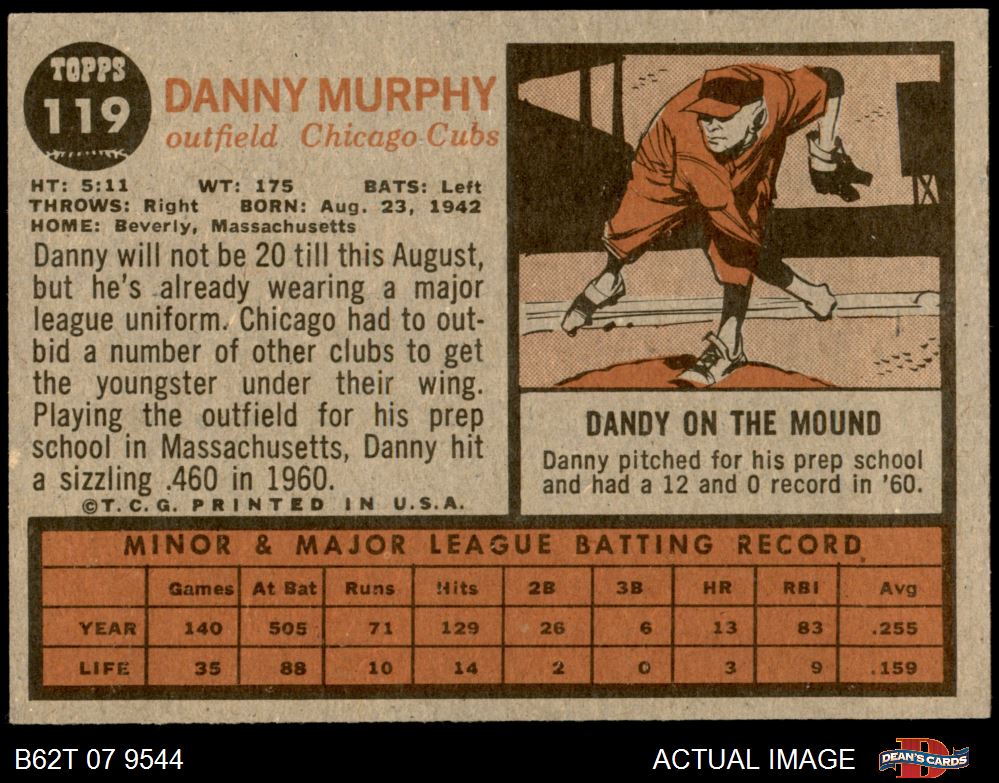 TOPPS
119
DANNY MURPHY
outfield Chicago Cubs
HT: 5:11 WT: 175 BATS: Left
THROWS: Right BORN: Aug. 23, 1942
HOME: Beverly, Massachusetts
Danny will not be 20 till this August,
but he's already wearing a major
league uniform. Chicago had to out-
bid a number of other clubs to get
the youngster under their wing.
Playing the outfield for his prep
school in Massachusetts, Danny hit
a sizzling .460 in 1960.
©T.C.G. PRINTED IN U.S.A.
DANDY ON THE MOUND
Danny pitched for his prep school
and had a 12 and 0 record in '60.
MINOR & MAJOR LEAGUE BATTING RECORD
Games At Bat Runs Hits 2B 3B HR RBI Avg
YEAR 140 505 71 129 26 6 13 83 .255
LIFE 35 88 10 14 2 0 3 9 .159
B62T 07 9544 ACTUAL IMAGE DEAN'S CARDS